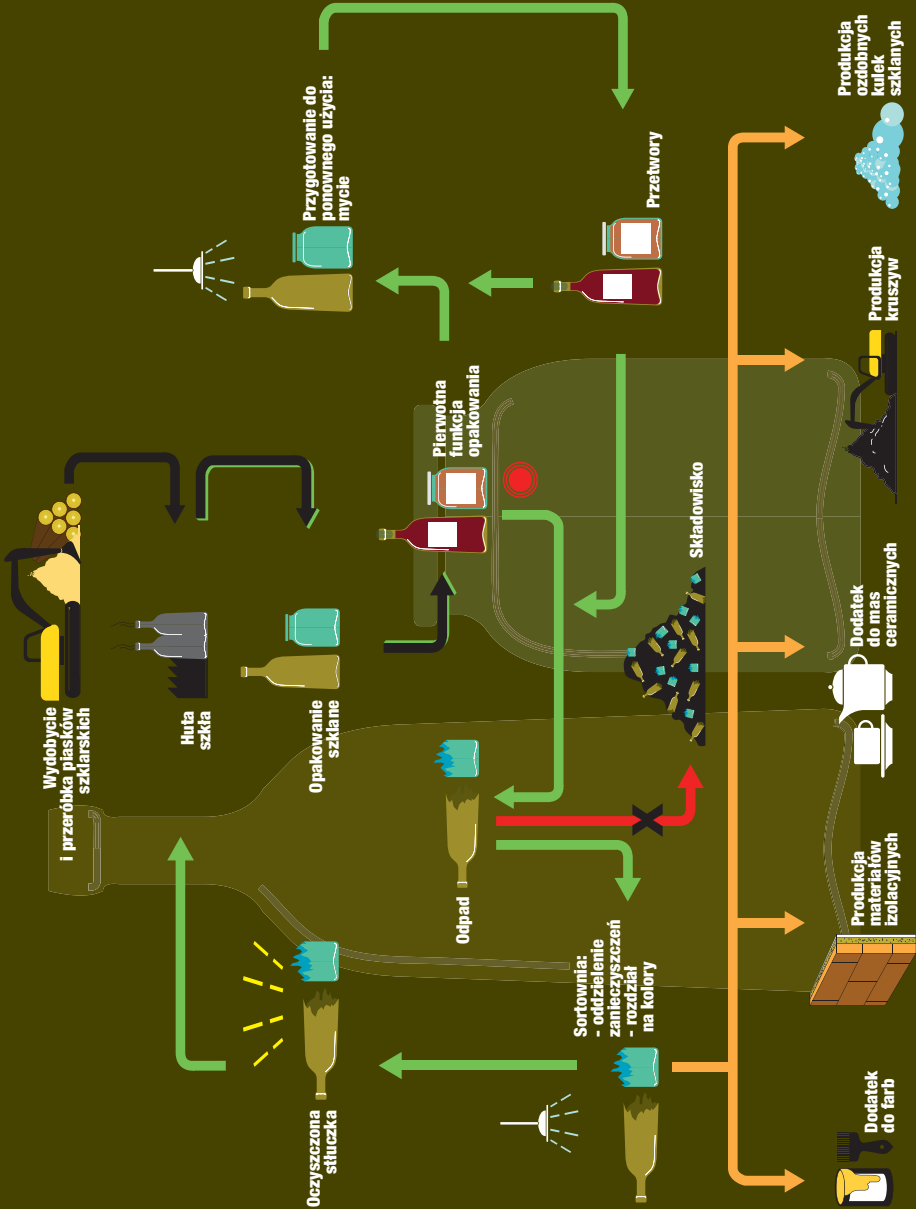 Wydobycie
i przeróbka piasków
szklarskich
Huta
szkła
Opakowanie
szklane
Pierwotna
funkcja
opakowania
Przygotowanie do
ponownego użycia:
mycie
Przetwory
Odpad
Składowisko
Sortownia:
- oddzielenie
zanieczyszczeń
- rozdział
na kolory
Oczyszczona
stłuczka
Dodatek
do farb
Produkcja
materiałów
izolacyjnych
Dodatek
do mas
ceramicznych
Produkcja
kruszyw
Produkcja
ozdobnych
kulek
szklanych